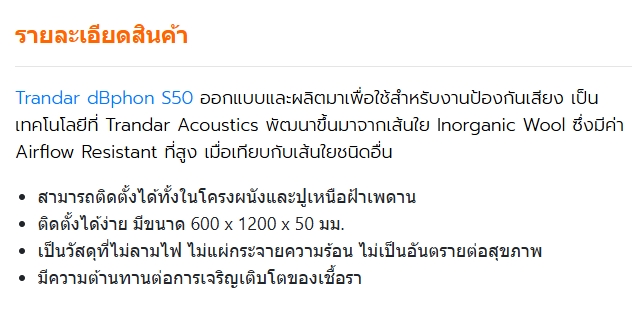 รายละเอียดสินค้า
Trandar dBphon S50 ออกแบบและผลิตมาเพื่อใช้สำหรับงานป้องกันเสียง เป็น
เทคโนโลยีที่ Trandar Acoustics พัฒนาขึ้นมาจากเส้นใย Inorganic Wool ซึ่งมีค่า
Airflow Resistant ที่สูง เมื่อเทียบกับเส้นใยชนิดอื่น
• สามารถติดตั้งได้ทั้งในโครงผนังและปูเหนือฝ้าเพดาน
• ติดตั้งได้ง่าย มีขนาด 600 x 1200 x 50 มม.
• เป็นวัสดุที่ไม่ลามไฟ ไม่แผ่กระจายความร้อน ไม่เป็นอันตรายต่อสุขภาพ
• มีความต้านทานต่อการเจริญเติบโตของเชื้อรา